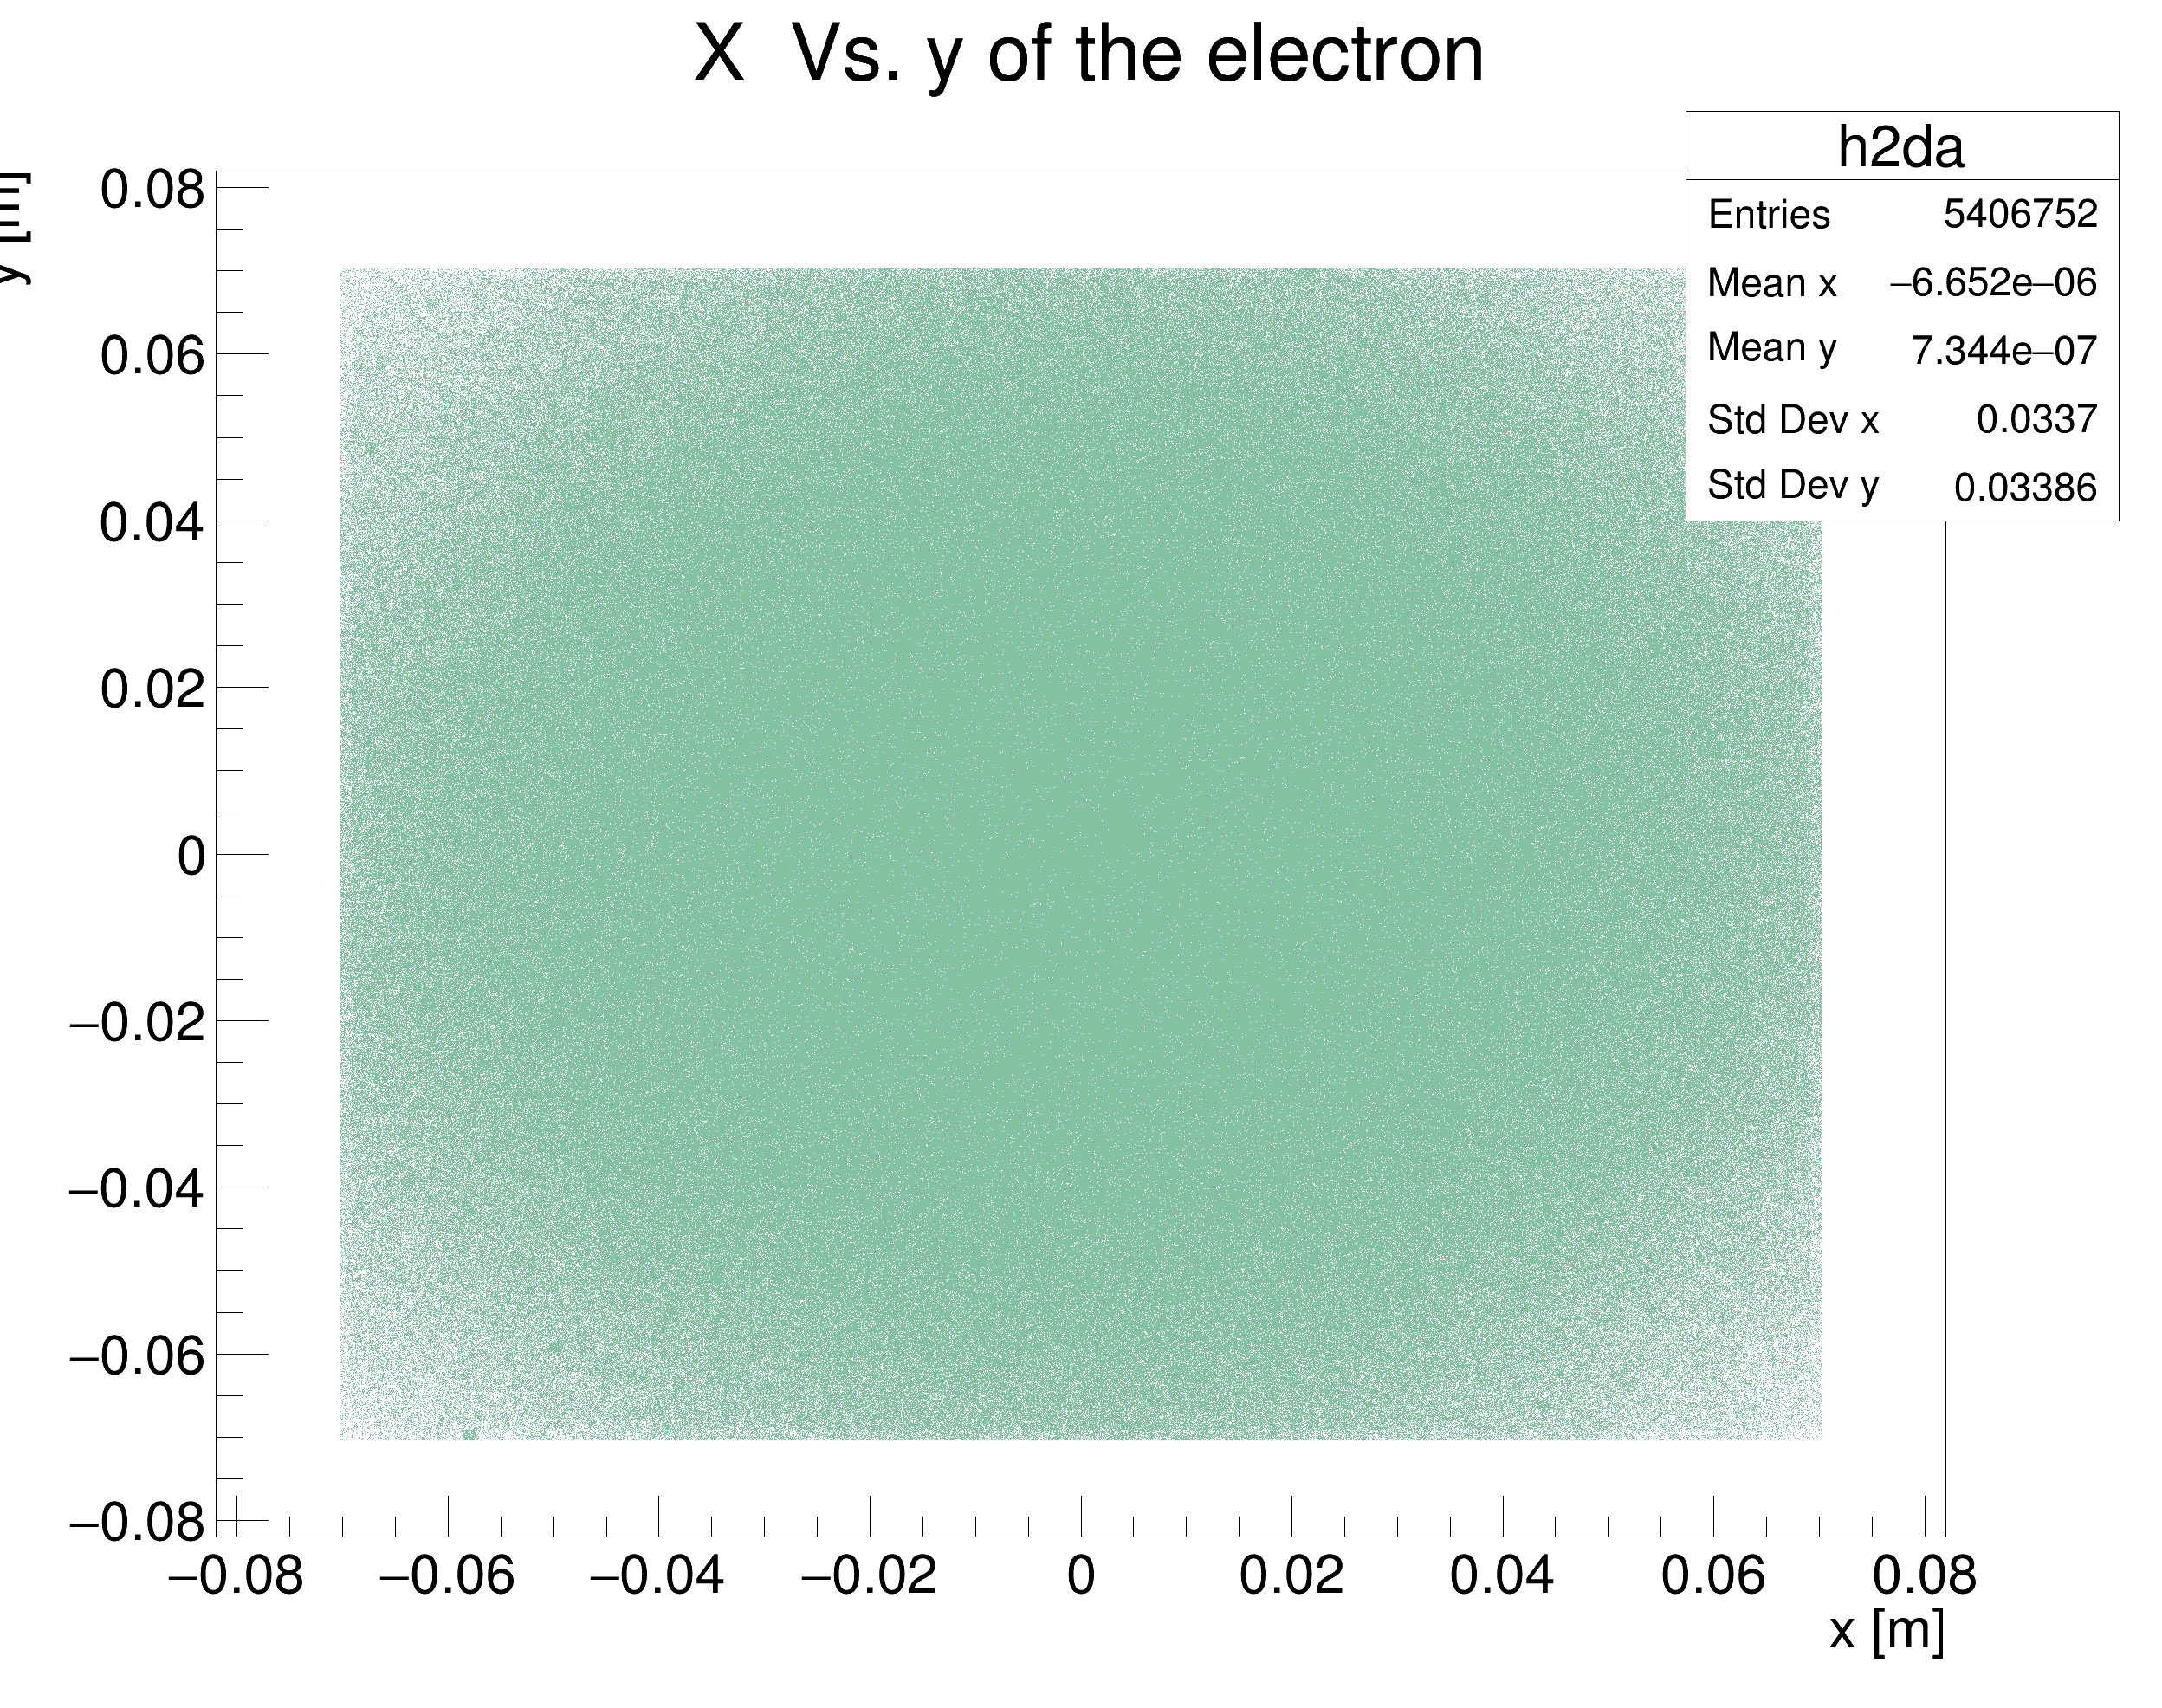 X Vs. y of the electron
h2da
Entries 5406752
Mean x −6.652e−06
Mean y 7.344e−07
Std Dev x 0.0337
Std Dev y 0.03386
y [m]
0.08
0.06
0.04
0.02
0
−0.02
−0.04
−0.06
−0.08
−0.08 −0.06 −0.04 −0.02 0 0.02 0.04 0.06 0.08
x [m]